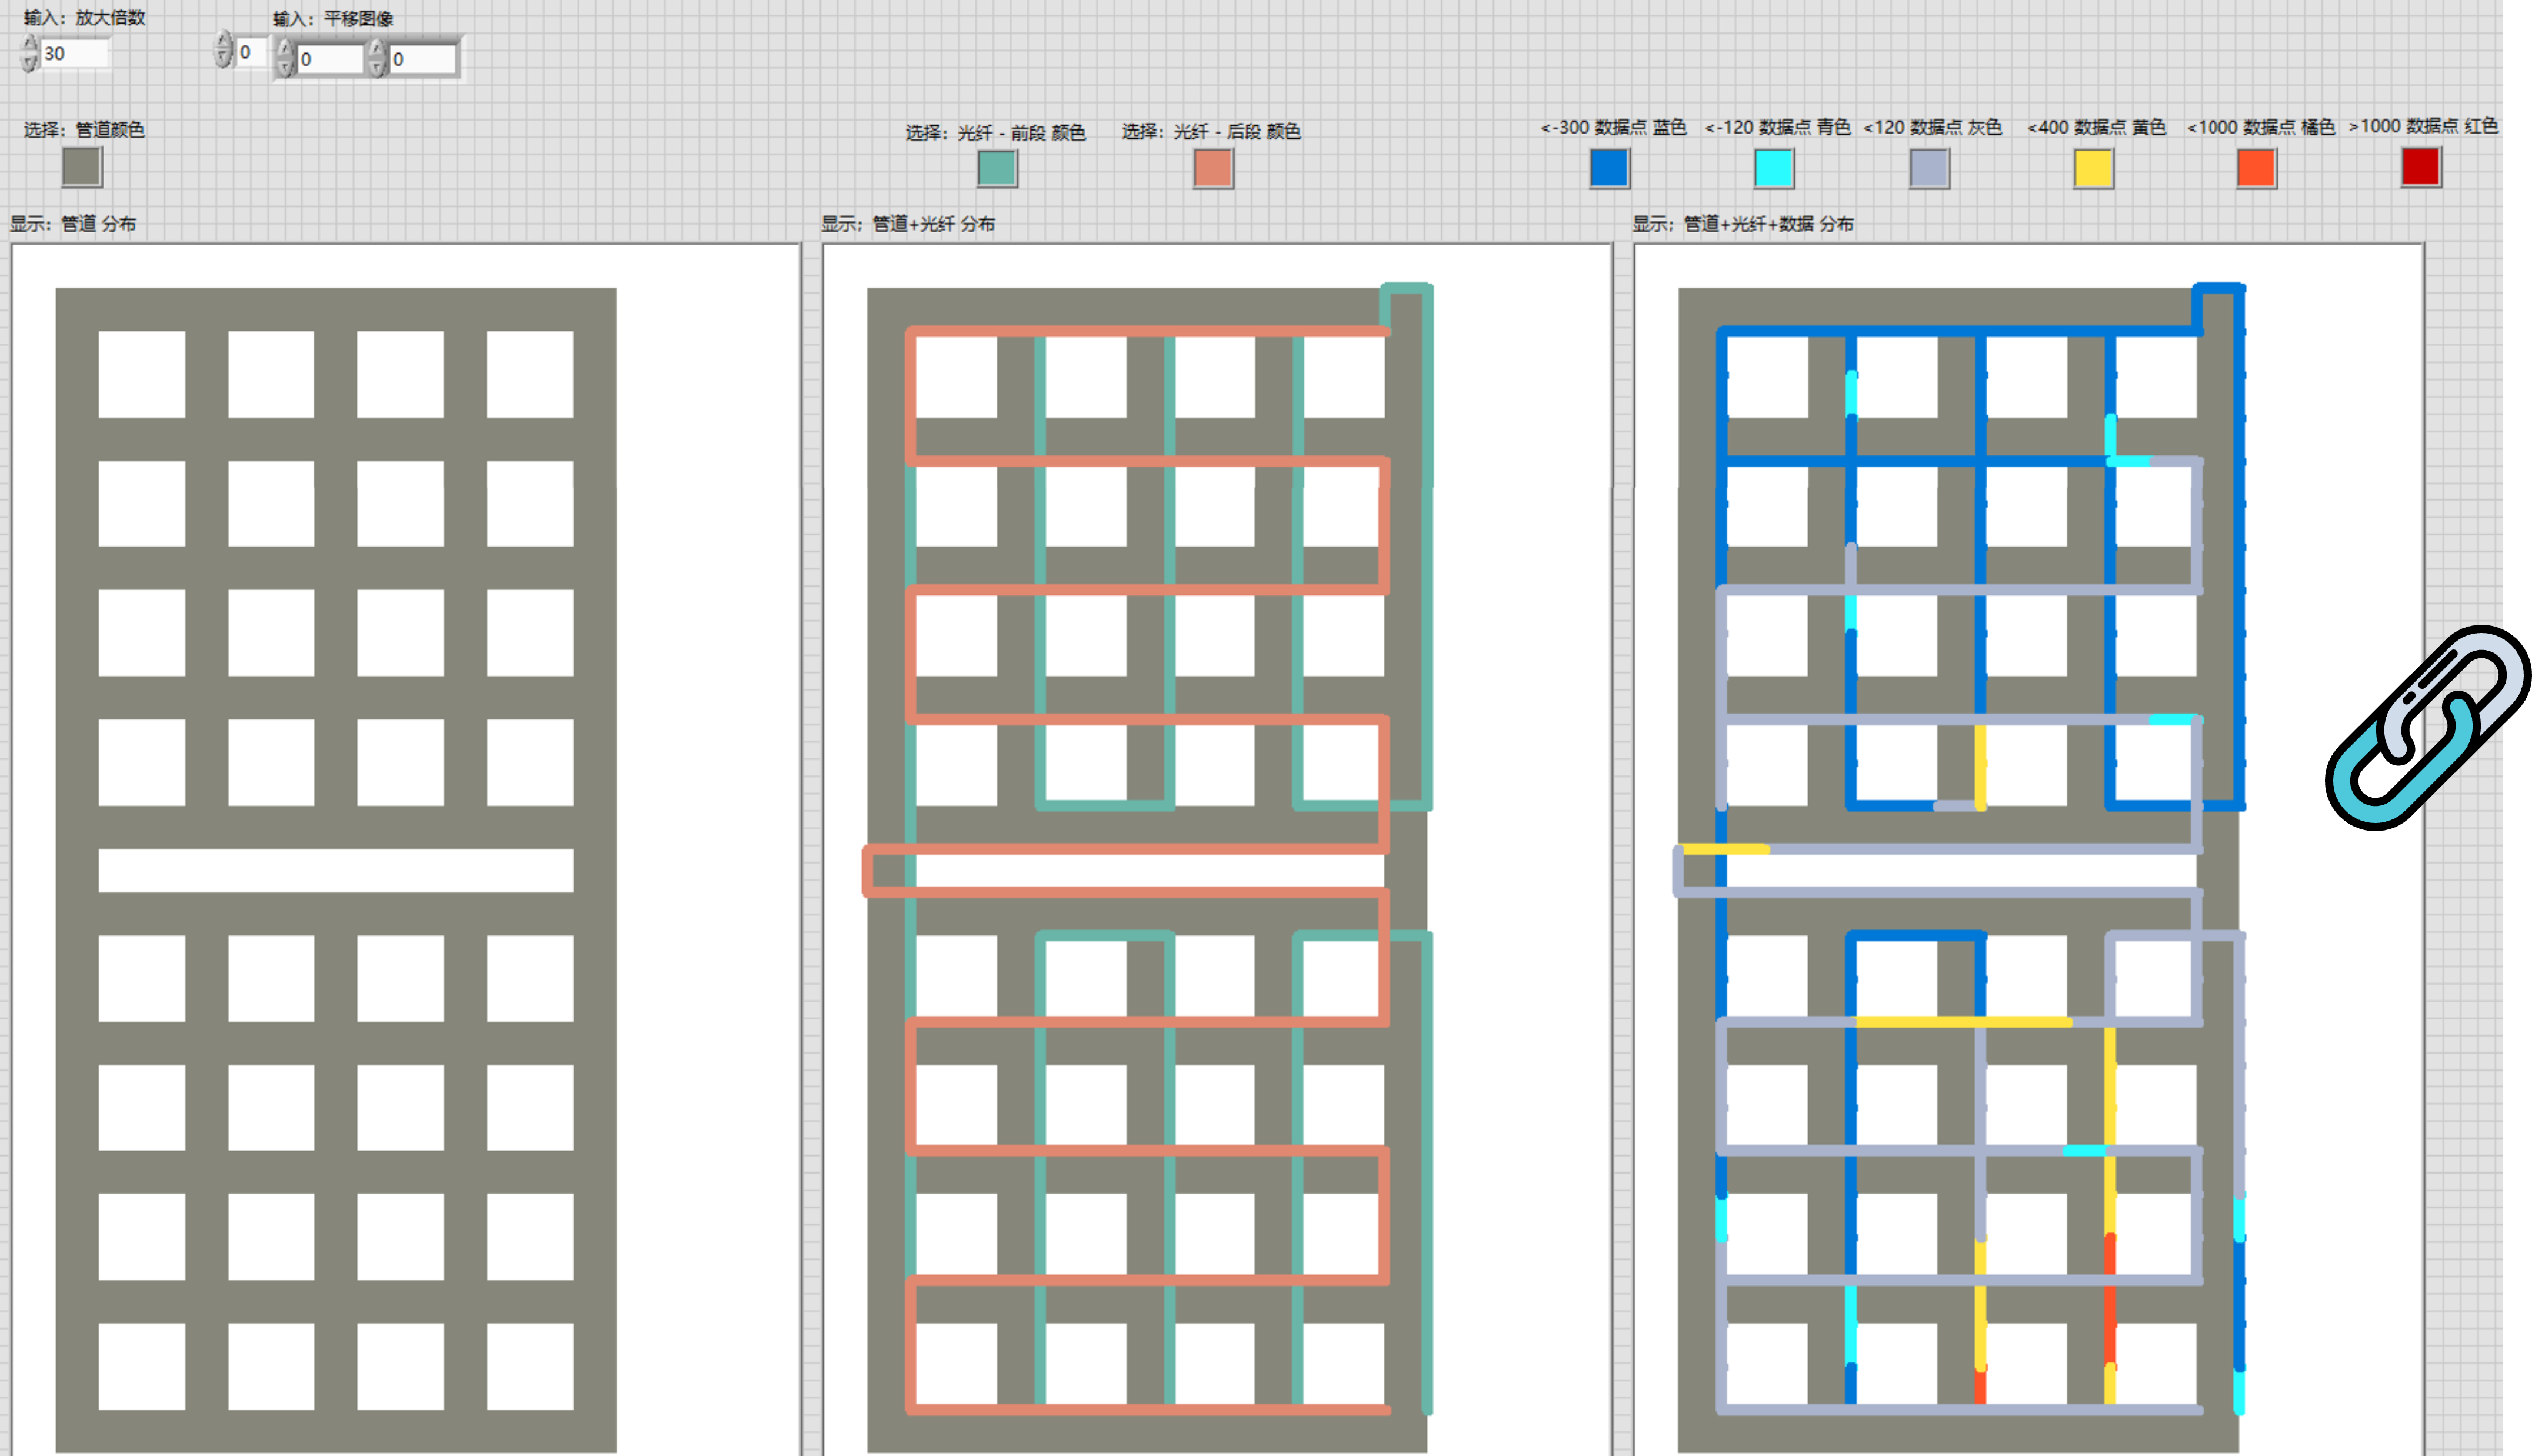 输入：放大倍数
输入：平移图像
30
0
0
0
选择：管道颜色
选择：光纤 - 前段 颜色
选择：光纤 - 后段 颜色
<-300 数据点 蓝色
<-120 数据点 青色
<120 数据点 灰色
<400 数据点 黄色
<1000 数据点 橘色
>1000 数据点 红色
显示：管道 分布
显示；管道+光纤 分布
显示；管道+光纤+数据 分布